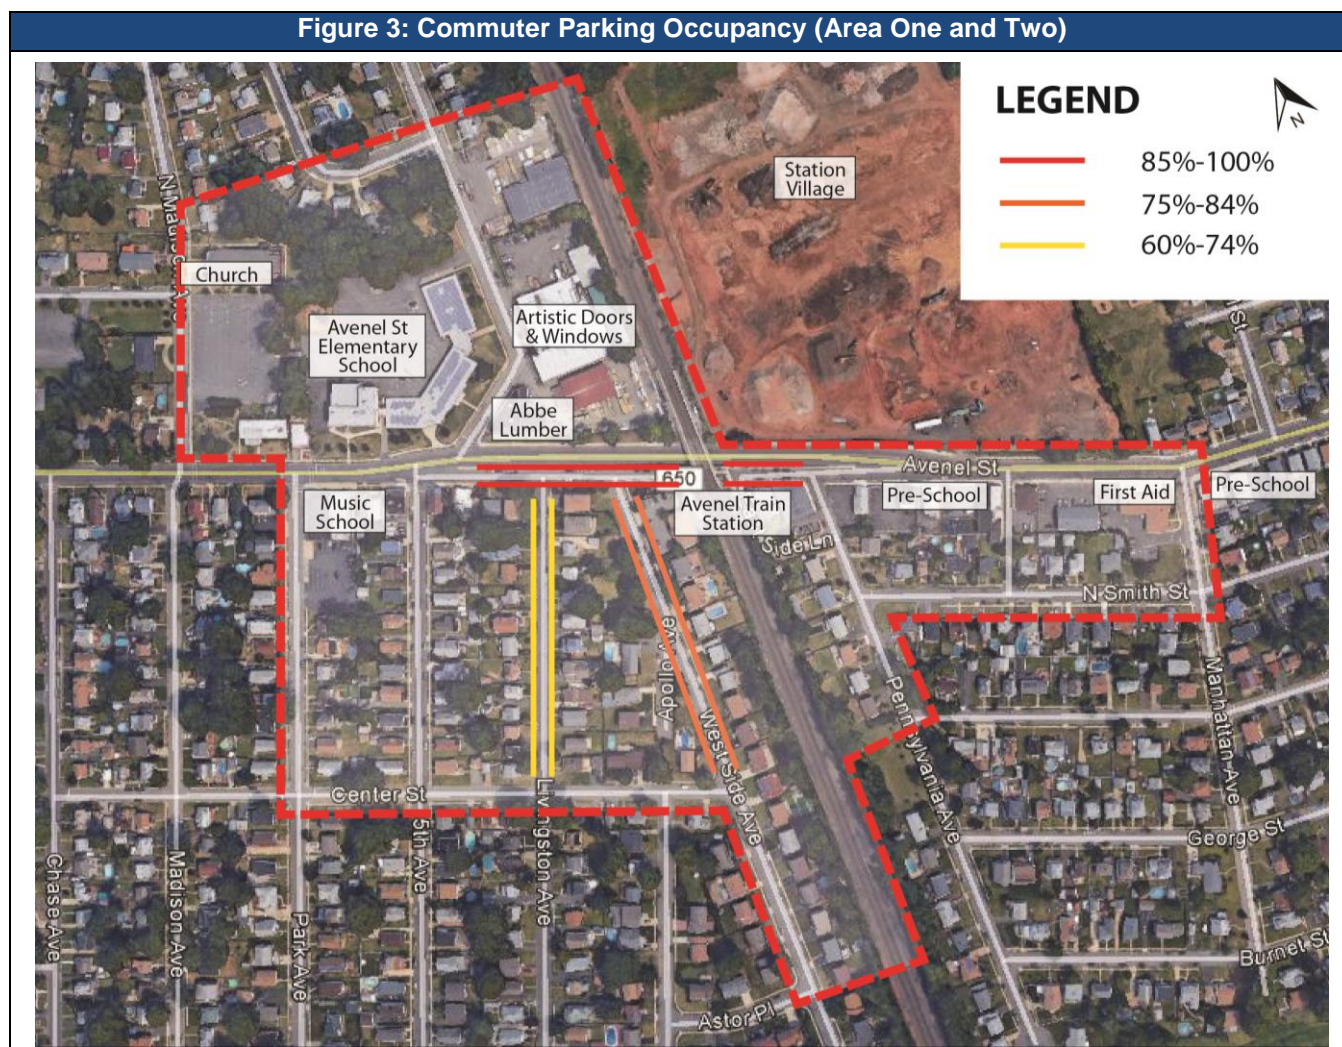 Figure 3: Commuter Parking Occupancy (Area One and Two)
LEGEND
N
85%-100%
75%-84%
60%-74%
Station
Village
Church
Avenel St
Elementary
School
Artistic Doors
& Windows
Abbe
Lumber
St
Avenel St
650
Music
School
Avenel Train
Station
Pre-School
First Aid
Pre-School
Side Ln
N Smith St
Apollo Ave
West Side Ave
Pennsylvania Ave
Manhattan Ave
Center St
5th Ave
Livingston Ave
George St
Chase Ave
Madison Ave
Park Ave
Burnet St
Astor Pl